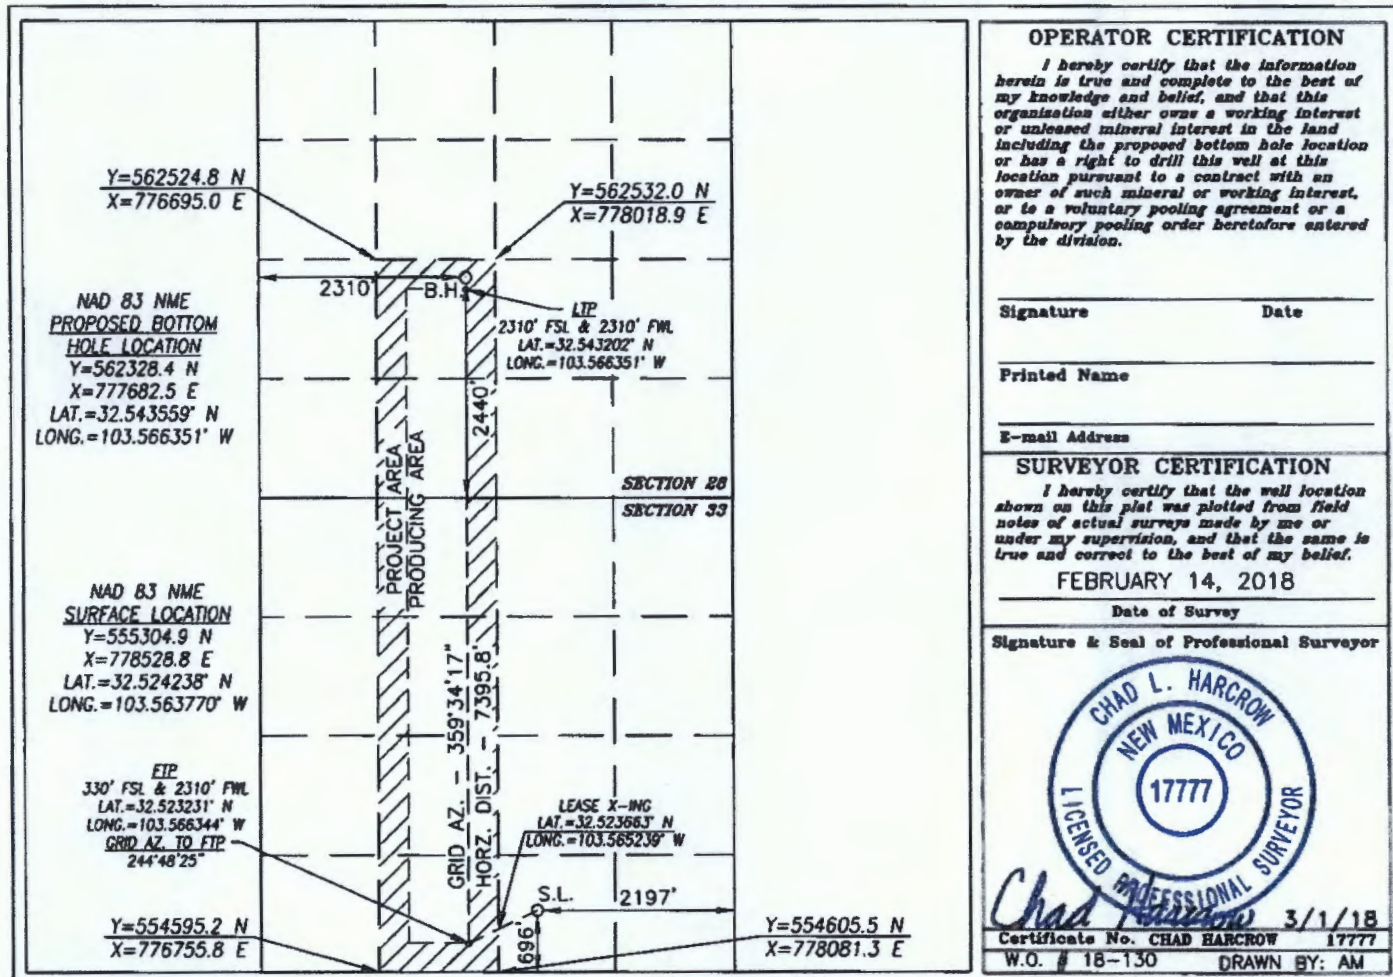 Y=562524.8 N
X=776695.0 E
Y=562532.0 N
X=778018.9 E
2310'
B.H.
LTP
2310' FSL & 2310' FWL
LAT.=32.543202° N
LONG.=103.566351° W
NAD 83 NME
PROPOSED BOTTOM
HOLE LOCATION
Y=562328.4 N
X=777682.5 E
LAT.=32.543559° N
LONG.=103.566351° W
2440'
PROJECT AREA
PRODUCING AREA
SECTION 28
SECTION 33
NAD 83 NME
SURFACE LOCATION
Y=555304.9 N
X=778528.8 E
LAT.=32.524238° N
LONG.=103.563770° W
GRID AZ. - 359°34'17"
HORZ. DIST. - 7395.8'
FTP
330' FSL & 2310' FWL
LAT.=32.523231° N
LONG.=103.566344° W
GRID AZ. TO FTP
244°48'25"
LEASE X-ING
LAT.=32.523663° N
LONG.=103.565239° W
S.L.
2197'
696'
Y=554595.2 N
X=776755.8 E
Y=554605.5 N
X=778081.3 E
OPERATOR CERTIFICATION
I hereby certify that the information
herein is true and complete to the best of
my knowledge and belief, and that this
organization either owns a working interest
or unleased mineral interest in the land
including the proposed bottom hole location
or has a right to drill this well at this
location pursuant to a contract with an
owner of such mineral or working interest,
or to a voluntary pooling agreement or a
compulsory pooling order heretofore entered
by the division.
Signature Date
Printed Name
E-mail Address
SURVEYOR CERTIFICATION
I hereby certify that the well location
shown on this plat was plotted from field
notes of actual surveys made by me or
under my supervision, and that the same is
true and correct to the best of my belief.
FEBRUARY 14, 2018
Date of Survey
Signature & Seal of Professional Surveyor
CHAD L. HARCROW
NEW MEXICO
17777
LICENSED PROFESSIONAL SURVEYOR
Chad Harcrow 3/1/18
Certificate No. CHAD HARCROW 17777
W.O. # 18-130 DRAWN BY: AM